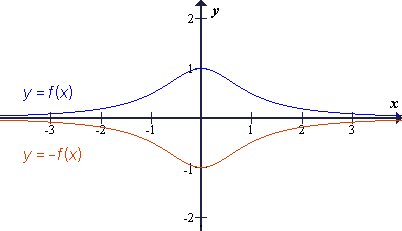 2
y
1
y = f(x)
x
-3 -2 -1 1 2 3
y = -f(x)
-1
-2